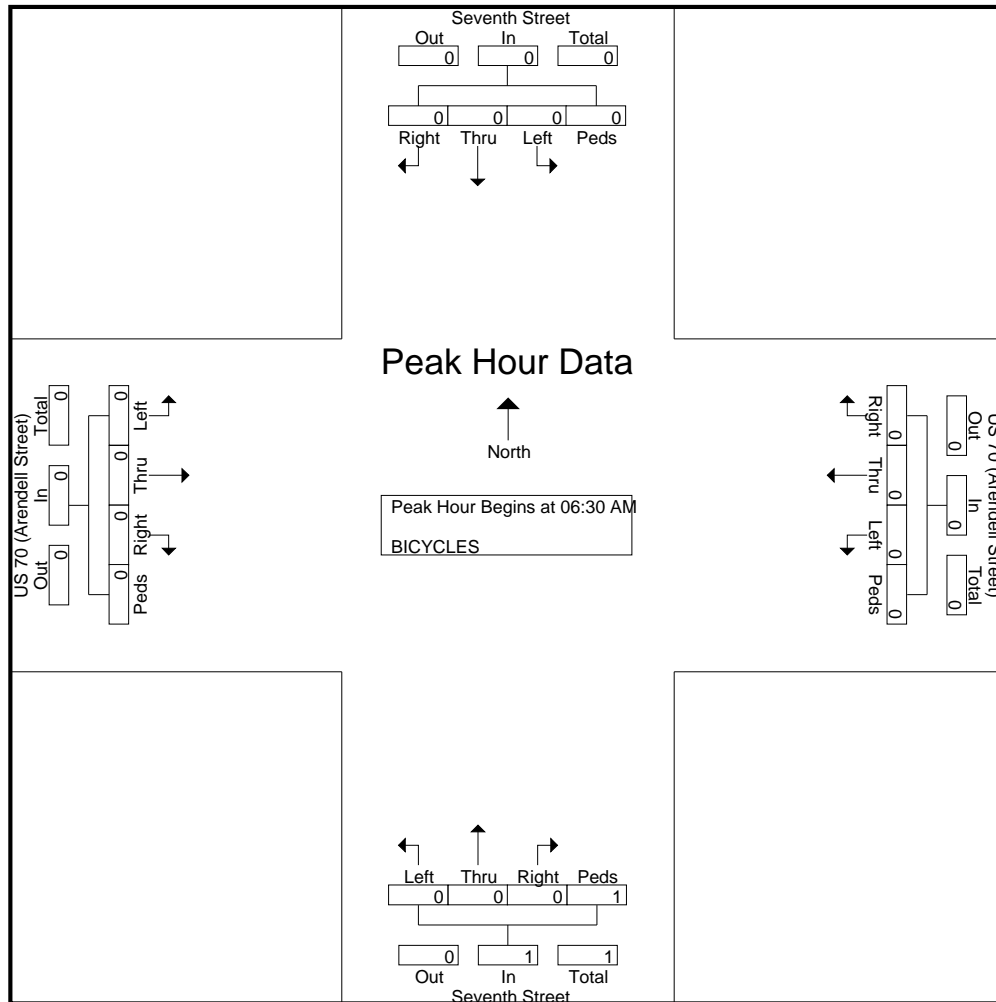 Seventh Street
Out In Total
0 0 0
0 0 0 0
Right Thru Left Peds
Peak Hour Data
North
Peak Hour Begins at 06:30 AM
BICYCLES
US 70 (Arendell Street)
Total In Out
0 0 0
0 0 0 0
Left Thru Right Peds
US 70 (Arendell Street)
Out In Total
0 0 0
0 0 0 0
Right Thru Left Peds
Left Thru Right Peds
0 0 0 1
0 1 1
Out In Total
Seventh Street